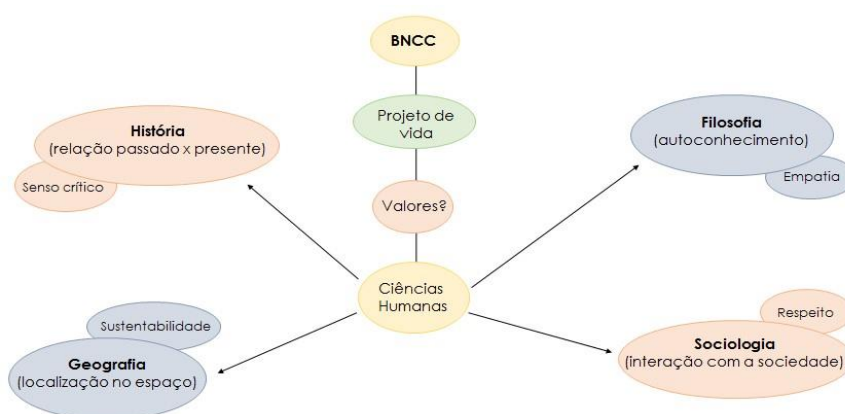 BNCC
Projeto de
vida
Valores?
Ciências
Humanas
História
(relação passado x presente)
Senso crítico
Filosofia
(autoconhecimento)
Empatia
Sustentabilidade
Geografia
(localização no espaço)
Respeito
Sociologia
(interação com a sociedade)